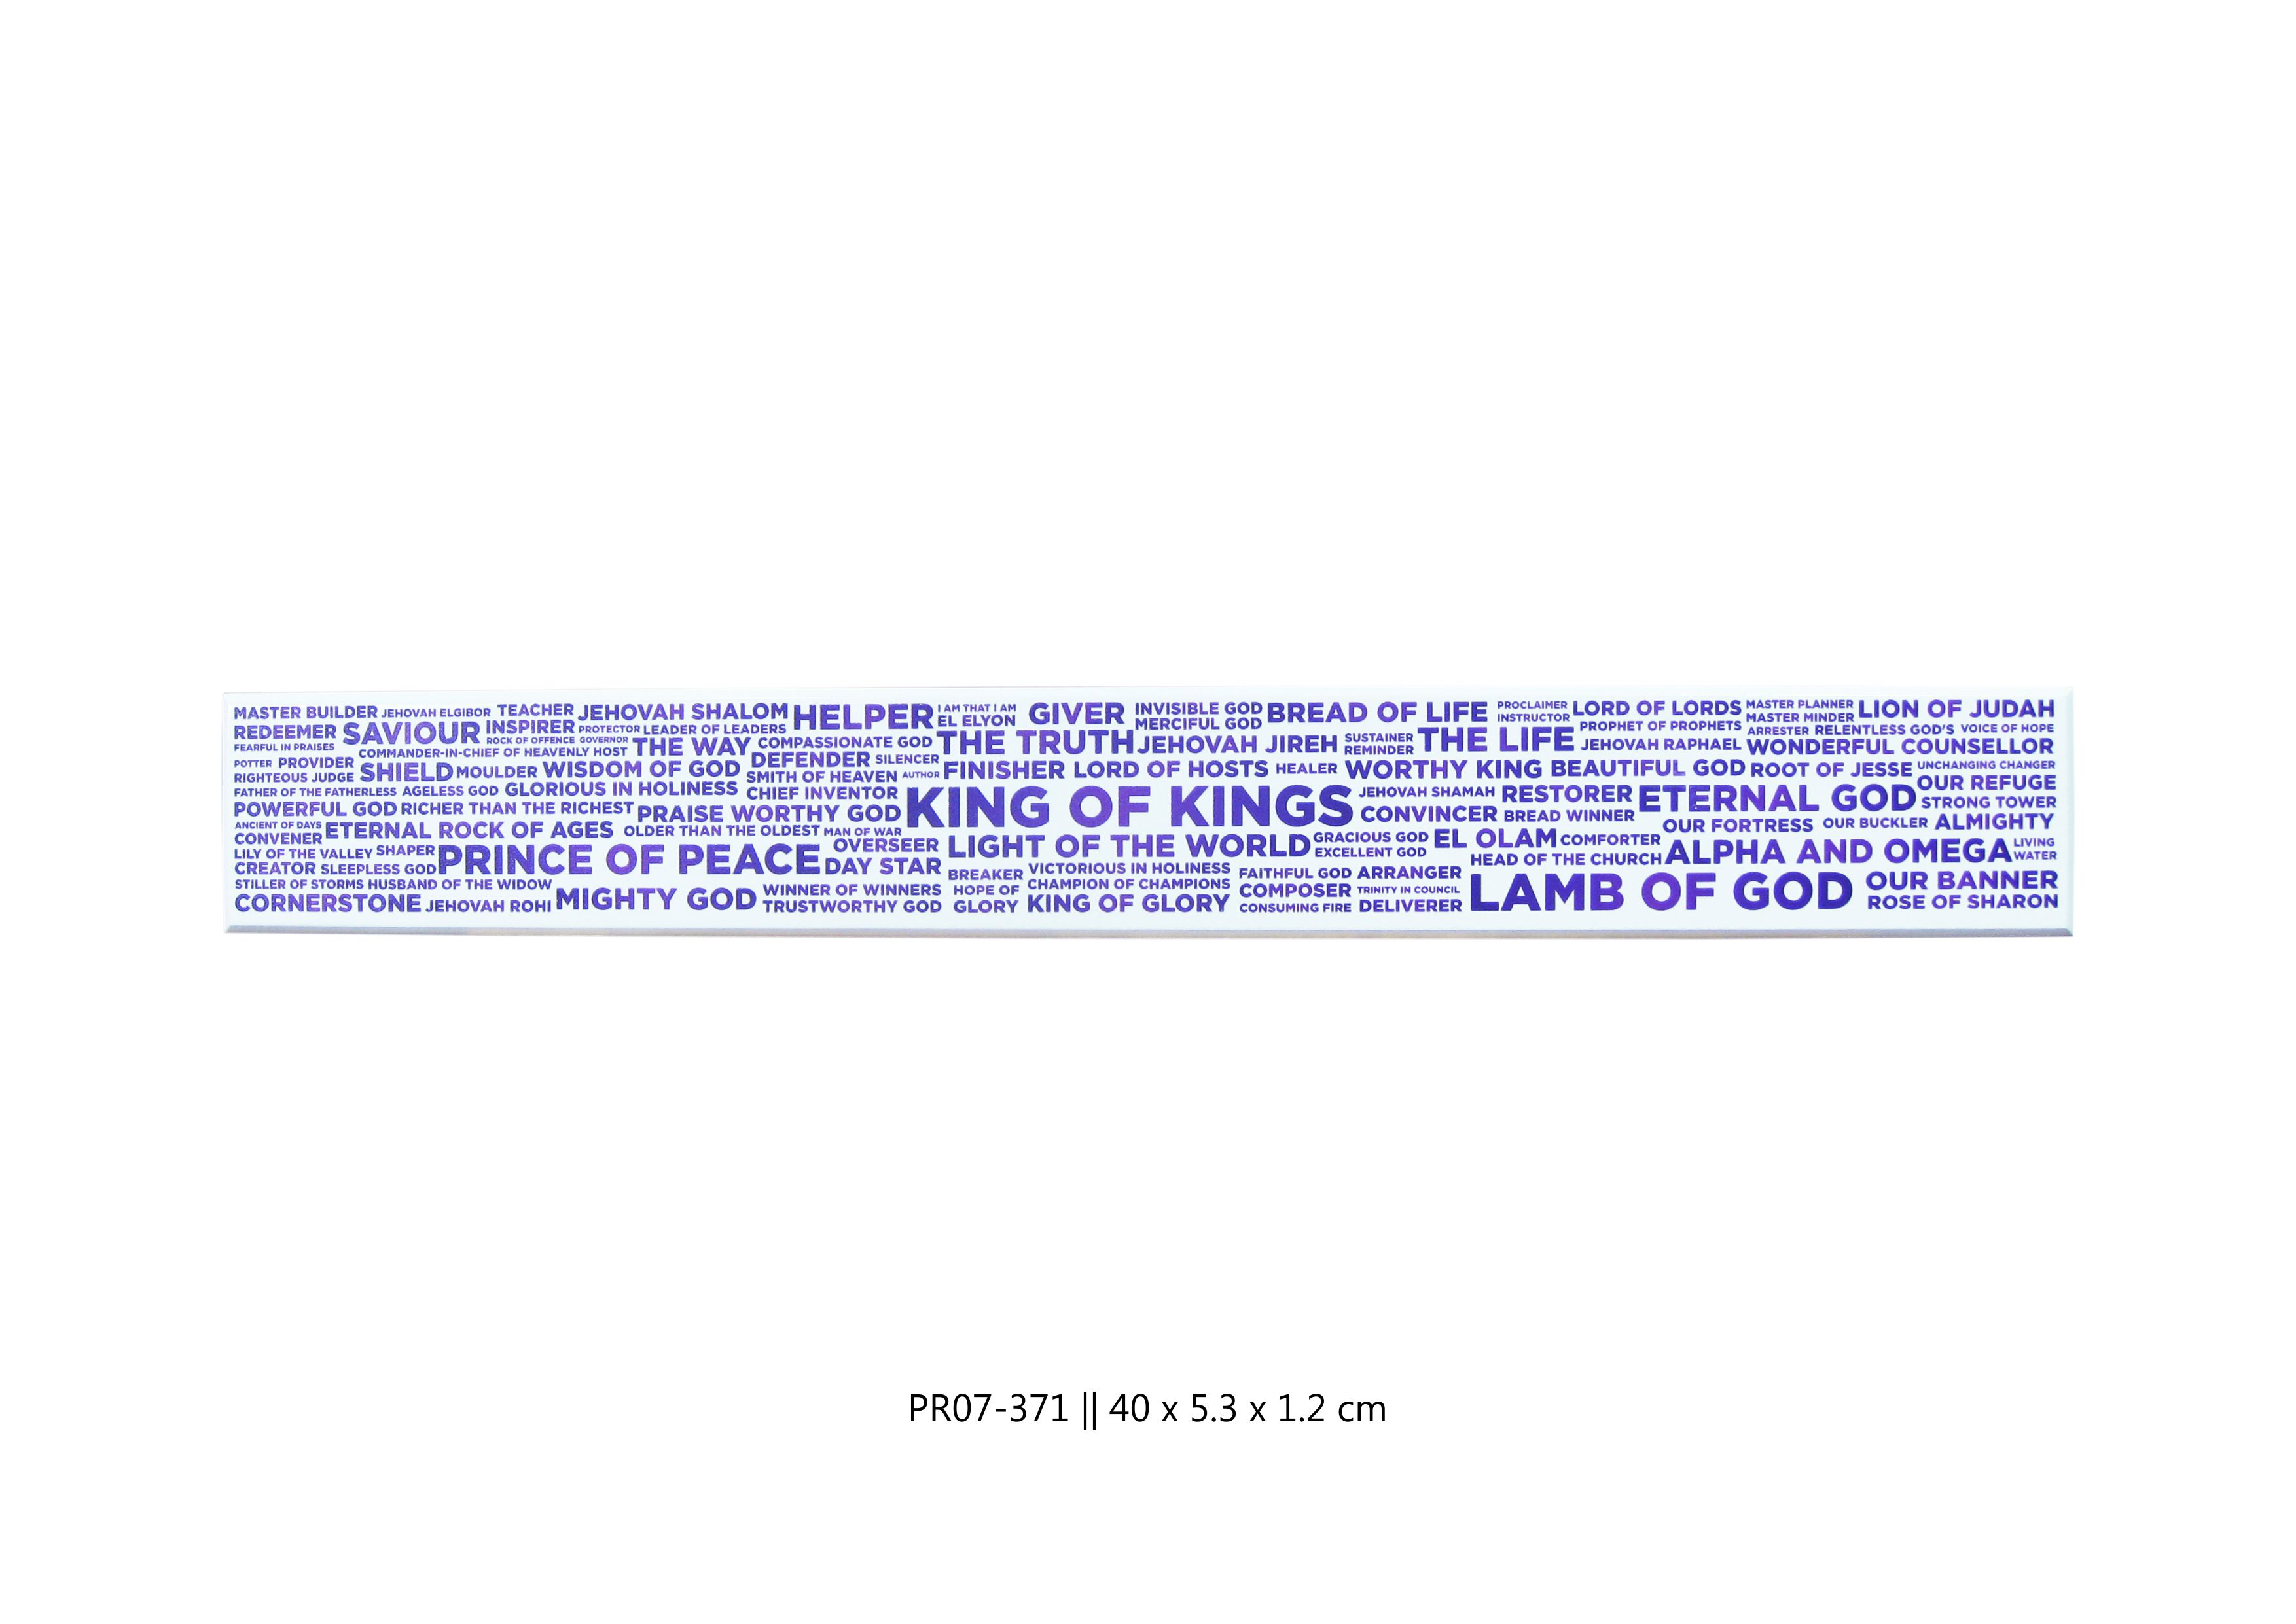 MASTER BUILDER JEHOVAH ELGIBOR TEACHER JEHOVAH SHALOM HELPER I AM THAT I AM GIVER INVISIBLE GOD BREAD OF LIFE PROCLAIMER LORD OF LORDS MASTER PLANNER LION OF JUDAH
EL ELYON MERCIFUL GOD INSTRUCTOR MASTER MINDER
REDEEMER SAVIOUR INSPIRER PROTECTOR LEADER OF LEADERS PROPHET OF PROPHETS ARRESTER RELENTLESS GOD'S VOICE OF HOPE
ROCK OF OFFENCE GOVERNOR THE WAY COMPASSIONATE GOD THE TRUTH JEHOVAH JIREH SUSTAINER THE LIFE JEHOVAH RAPHAEL WONDERFUL COUNSELLOR
FEARFUL IN PRAISES COMMANDER-IN-CHIEF OF HEAVENLY HOST REMINDER
POTTER PROVIDER DEFENDER SILENCER
RIGHTEOUS JUDGE SHIELD MOULDER WISDOM OF GOD SMITH OF HEAVEN AUTHOR FINISHER LORD OF HOSTS HEALER WORTHY KING BEAUTIFUL GOD ROOT OF JESSE UNCHANGING CHANGER
FATHER OF THE FATHERLESS AGELESS GOD GLORIOUS IN HOLINESS CHIEF INVENTOR KING OF KINGS JEHOVAH SHAMAH RESTORER ETERNAL GOD OUR REFUGE
POWERFUL GOD RICHER THAN THE RICHEST PRAISE WORTHY GOD CONVINCER BREAD WINNER STRONG TOWER
ANCIENT OF DAYS ETERNAL ROCK OF AGES OLDER THAN THE OLDEST MAN OF WAR OUR FORTRESS OUR BUCKLER ALMIGHTY
CONVENER OVERSEER LIGHT OF THE WORLD GRACIOUS GOD EL OLAM COMFORTER
LILY OF THE VALLEY SHAPER PRINCE OF PEACE EXCELLENT GOD HEAD OF THE CHURCH ALPHA AND OMEGA LIVING WATER
CREATOR SLEEPLESS GOD DAY STAR BREAKER VICTORIOUS IN HOLINESS FAITHFUL GOD ARRANGER
STILLER OF STORMS HUSBAND OF THE WIDOW MIGHTY GOD WINNER OF WINNERS HOPE OF GLORY CHAMPION OF CHAMPIONS COMPOSER TRINITY IN COUNCIL LAMB OF GOD OUR BANNER
CORNERSTONE JEHOVAH ROHI TRUSTWORTHY GOD KING OF GLORY CONSUMING FIRE DELIVERER ROSE OF SHARON
PR07-371 || 40 x 5.3 x 1.2 cm